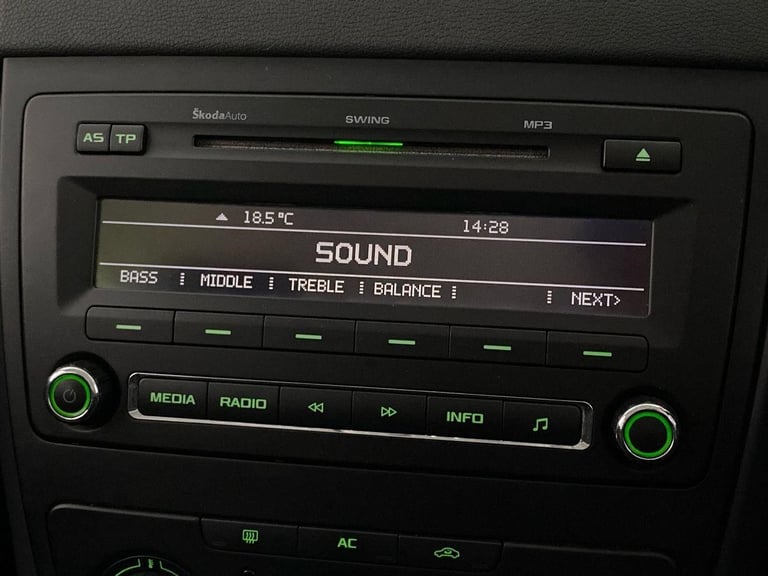 ŠkodaAuto SWING MP3
AS TP
18.5°C 14:28
SOUND
BASS MIDDLE TREBLE BALANCE NEXT>
MEDIA RADIO INFO
AC